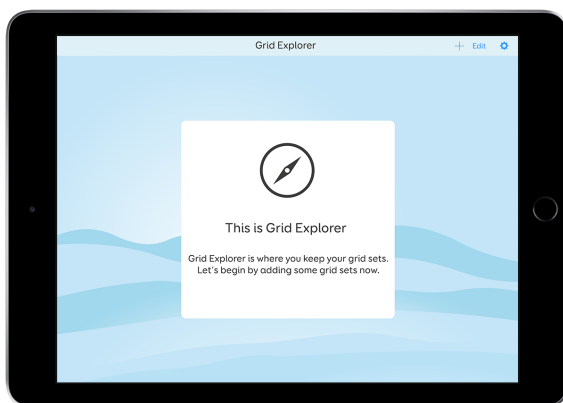 Grid Explorer
Edit
This is Grid Explorer
Grid Explorer is where you keep your grid sets.
Let's begin by adding some grid sets now.